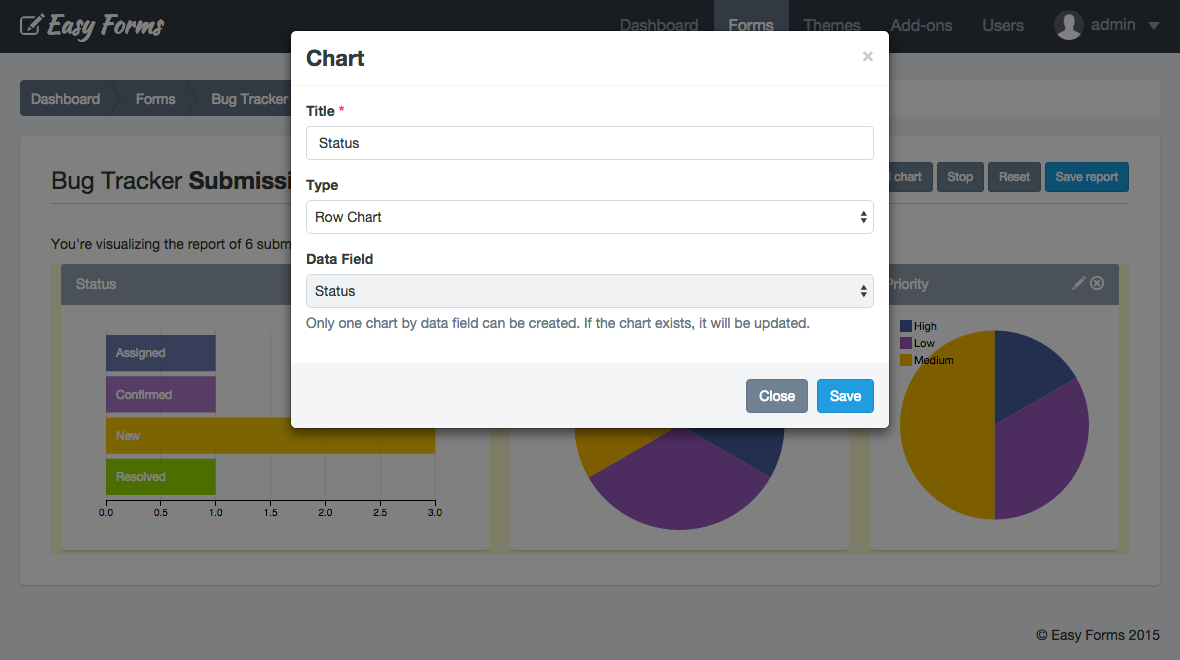 Easy Forms
Dashboard Forms Themes Add-ons Users admin
Chart ×
Dashboard Forms Bug Tracker
Title *
Status
Bug Tracker Submissi
chart Stop Reset Save report
Type
Row Chart
You're visualizing the report of 6 subm
Data Field
Status
Status
Priority
Only one chart by data field can be created. If the chart exists, it will be updated.
High
Low
Medium
Assigned
Confirmed
New
Resolved
Close Save
0.0 0.5 1.0 1.5 2.0 2.5 3.0
© Easy Forms 2015